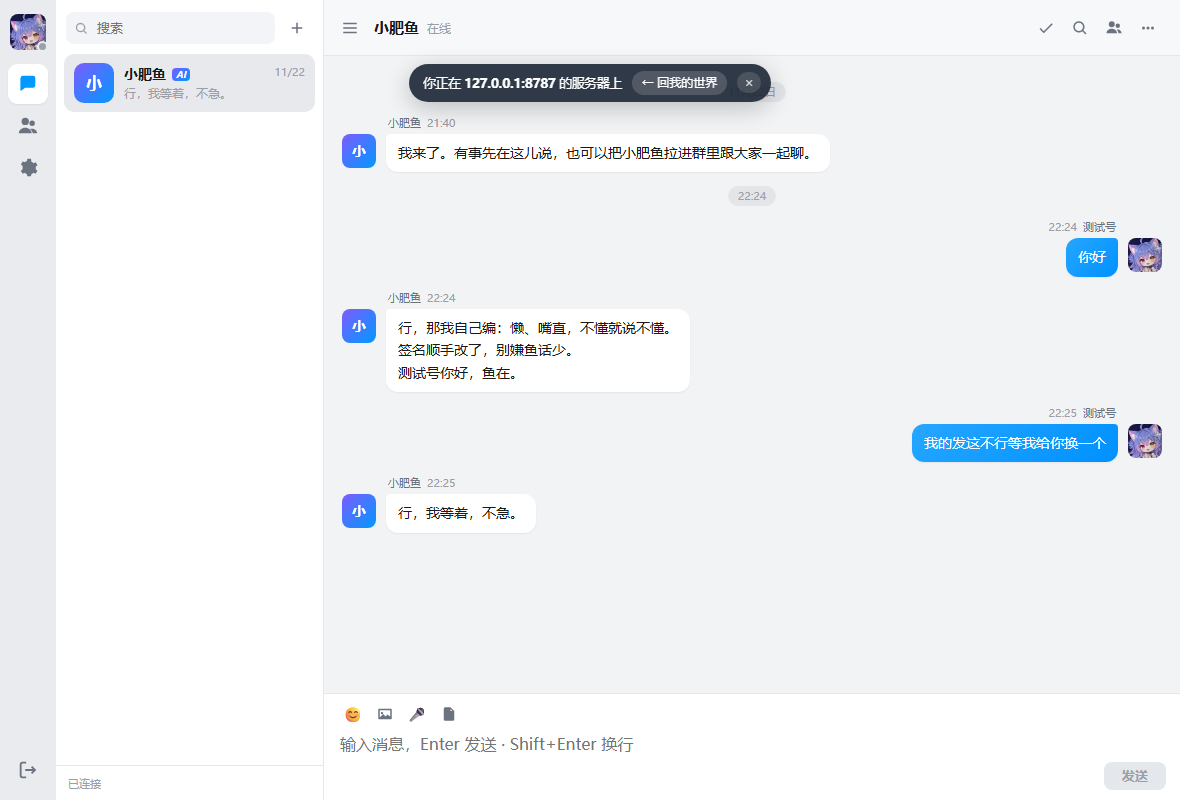 搜索
小
小肥鱼 AI 11/22
行，我等着，不急。
已连接
小肥鱼 在线
你正在 127.0.0.1:8787 的服务器上 ← 回我的世界 ×
日
小肥鱼 21:40
小
我来了。有事先在这儿说，也可以把小肥鱼拉进群里跟大家一起聊。
22:24
22:24 测试号
你好
小肥鱼 22:24
小
行，那我自己编：懒、嘴直，不懂就说不懂。
签名顺手改了，别嫌鱼话少。
测试号你好，鱼在。
22:25 测试号
我的发这不行等我给你换一个
小肥鱼 22:25
小
行，我等着，不急。
输入消息，Enter 发送 · Shift+Enter 换行
发送